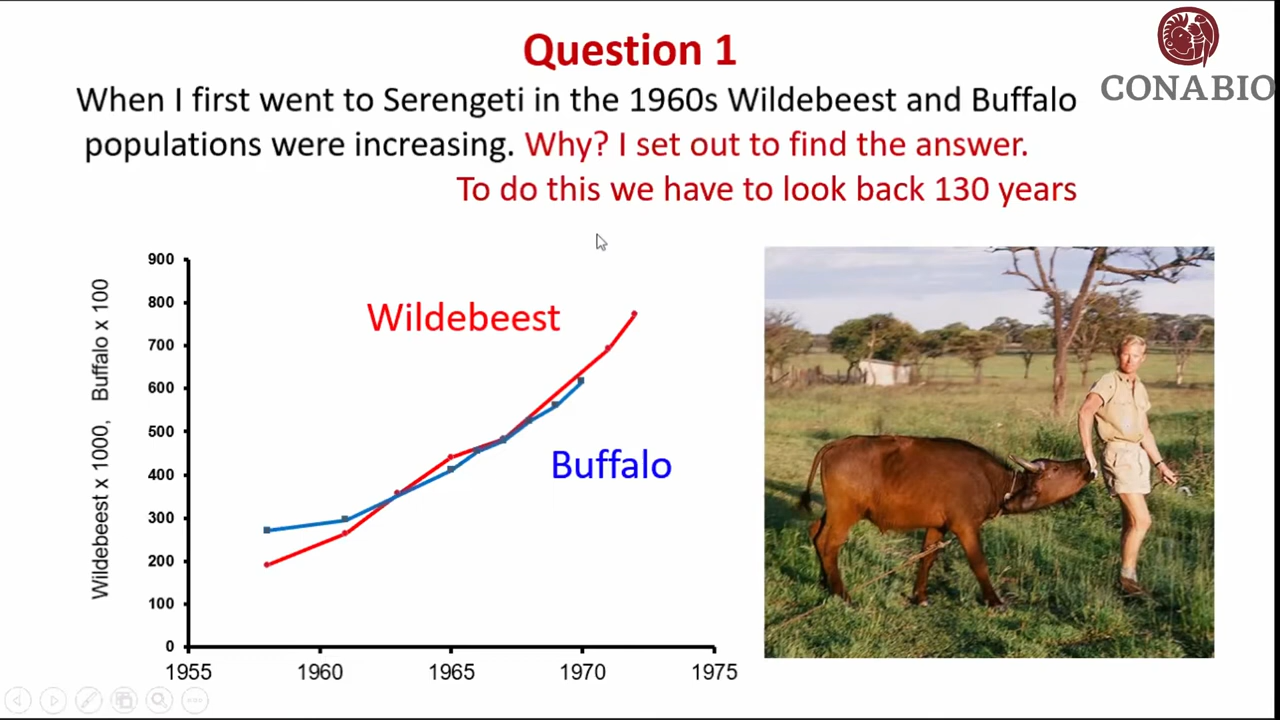 Question 1
CONABIO
When I first went to Serengeti in the 1960s Wildebeest and Buffalo
populations were increasing. Why? I set out to find the answer.
To do this we have to look back 130 years
Wildebeest x 1000, Buffalo x 100
900
800
700
600
500
400
300
200
100
0
Wildebeest
Buffalo
1955
1960
1965
1970
1975